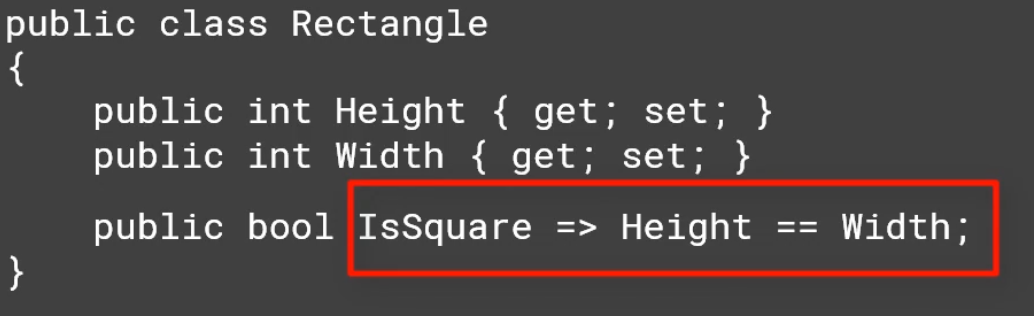 public class Rectangle
{
    public int Height { get; set; }
    public int Width { get; set; }
    public bool IsSquare => Height == Width;
}